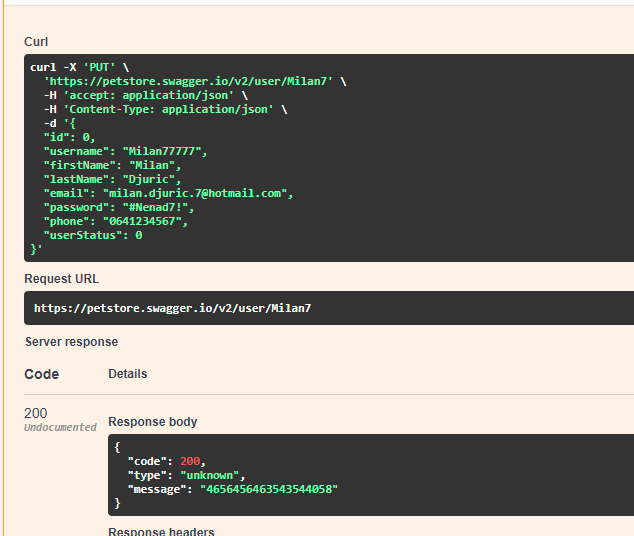 Curl
curl -X 'PUT' \
'https://petstore.swagger.io/v2/user/Milan7' \
-H 'accept: application/json' \
-H 'Content-Type: application/json' \
-d '{
"id": 0,
"username": "Milan77777",
"firstName": "Milan",
"lastName": "Djuric",
"email": "milan.djuric.7@hotmail.com",
"password": "#Nenad7!",
"phone": "0641234567",
"userStatus": 0
}'
Request URL
https://petstore.swagger.io/v2/user/Milan7
Server response
Code Details
200
Undocumented
Response body
{
"code": 200,
"type": "unknown",
"message": "4656456463543544058"
}
Response headers